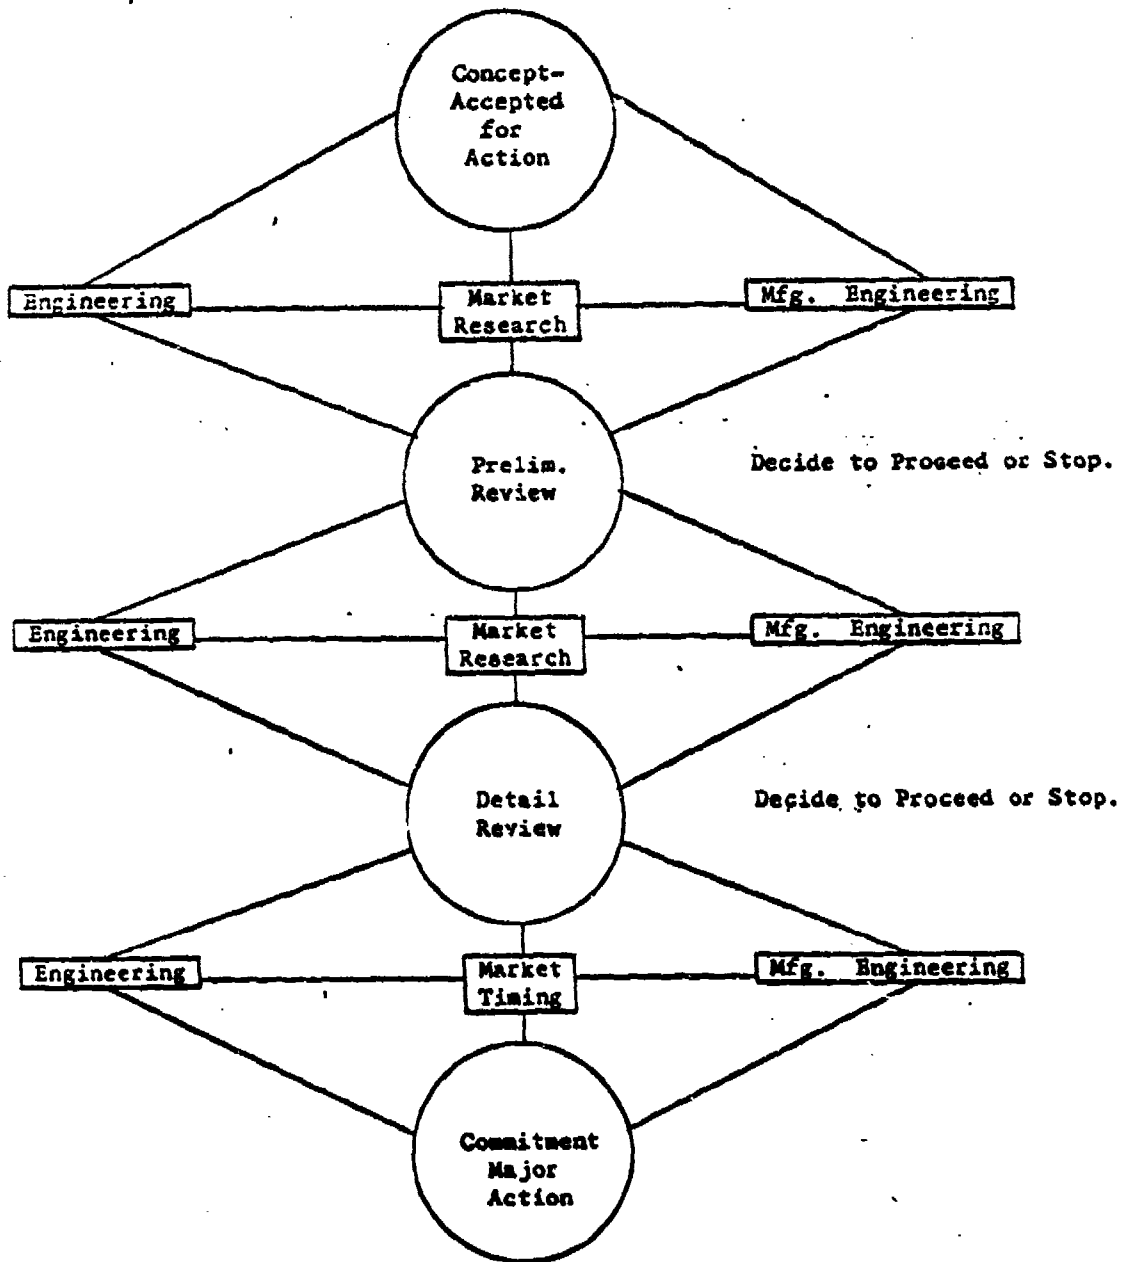 Concept-
Accepted
for
Action
Engineering
Market
Research
Mfg. Engineering
Prelim.
Review
Decide to Proceed or Stop.
Engineering
Market
Research
Mfg. Engineering
Detail
Review
Decide to Proceed or Stop.
Engineering
Market
Timing
Mfg. Engineering
Commitment
Major
Action